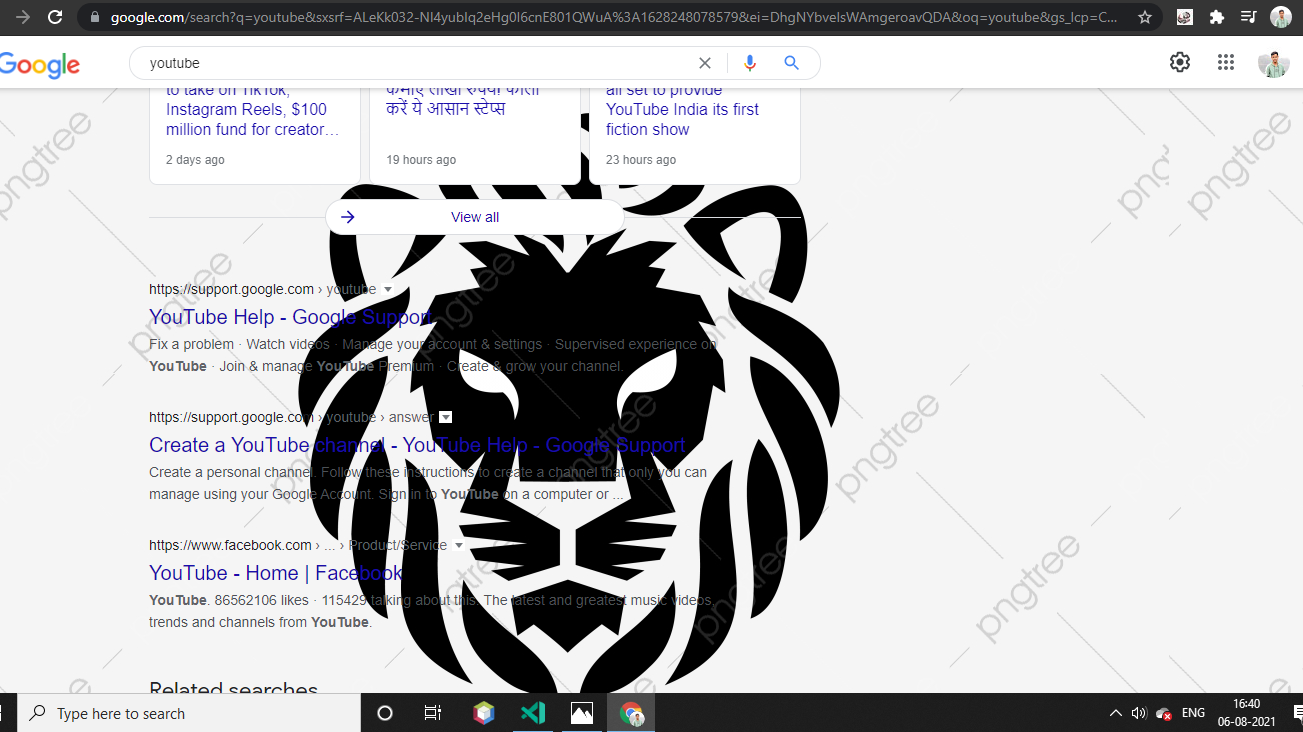 google.com/search?q=youtube&sxsrf=ALeKk032-NI4yubIq2eHg0l6cnE801QWuA%3A1628248078579&ei=DhgNYbveIsWAmgeroavQDA&oq=youtube&gs_lcp=C...
Google
youtube
to take on TikTok,
Instagram Reels, $100
million fund for creator...
2 days ago
कमाएं लाखों रुपये! फॉलो
करें ये आसान स्टेप्स
19 hours ago
all set to provide
YouTube India its first
fiction show
23 hours ago
View all
https://support.google.com › youtube
YouTube Help - Google Support
Fix a problem · Watch videos · Manage your account & settings · Supervised experience on
YouTube · Join & manage YouTube Premium · Create & grow your channel.
https://support.google.com › youtube › answer
Create a YouTube channel - YouTube Help - Google Support
Create a personal channel. Follow these instructions to create a channel that only you can
manage using your Google Account. Sign in to YouTube on a computer or ...
https://www.facebook.com › ... › Product/Service
YouTube - Home | Facebook
YouTube. 86562106 likes · 115429 talking about this. The latest and greatest music videos,
trends and channels from YouTube.
Related searches
pngtree
pngtree
pngtree
pngtree
pngtree
pngtree
pngtree
pngtree
pngtree
Type here to search
ENG
16:40
06-08-2021